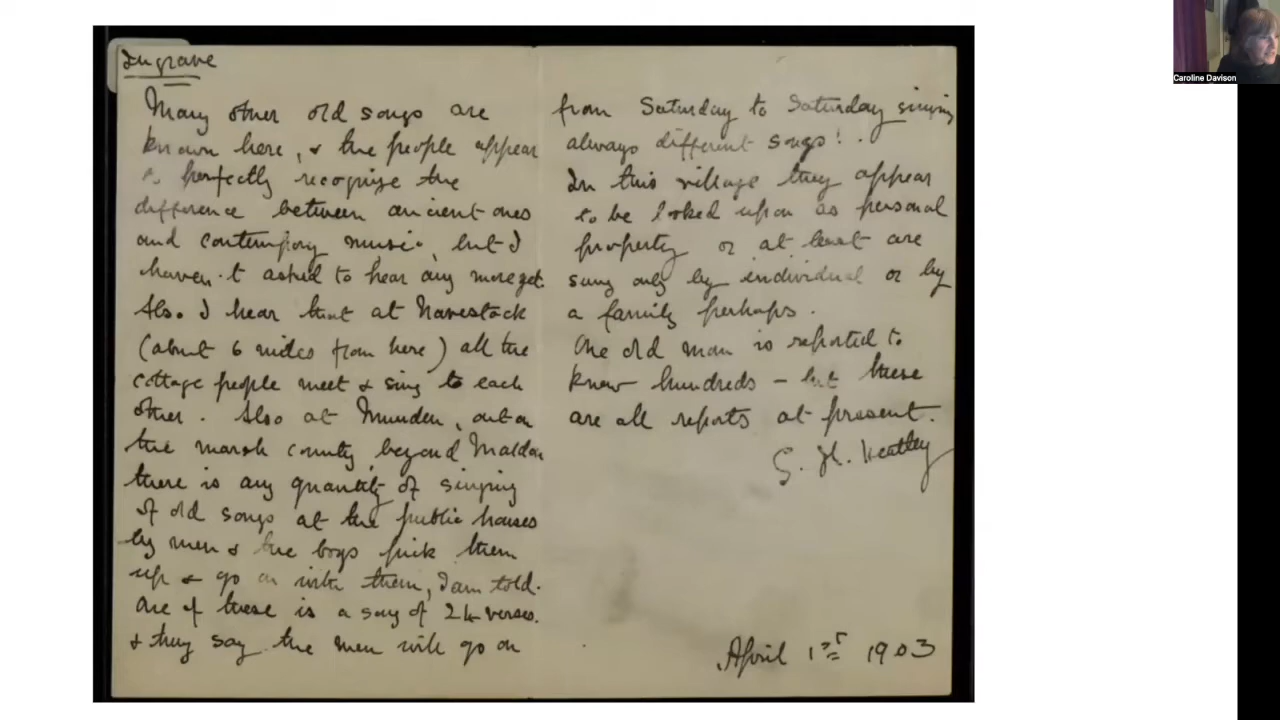 Ingrave
Many other old songs are
known here, & the people appear
to perfectly recognize the
difference between ancient ones
and contempory music, but I
haven't asked to hear any more yet.
Also I hear that at Navestock
(about 6 miles from here) all the
cottage people meet & sing to each
other. Also at Munden, out on
the marsh country beyond Maldon
there is any quantity of singing
of old songs at the public houses
by men & the boys pick them
up & go on with them, I am told.
One of these is a song of 24 verses.
& they say the men will go on
from Saturday to Saturday singing
always different songs!
In this village they appear
to be looked upon as personal
property or at least are
sung only by individual or by
a family perhaps.
One old man is reported to
know hundreds – but these
are all reports at present.
G. H. Heatley
April 1st 1903
Caroline Davison